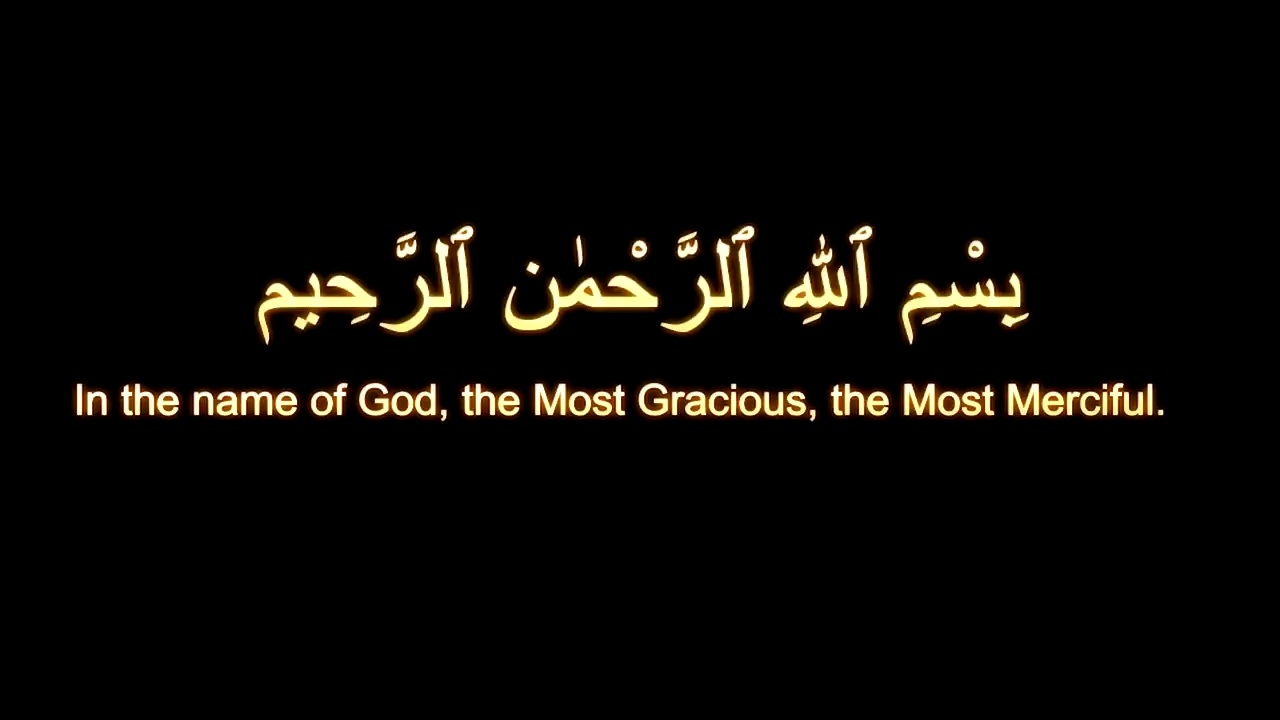 بِسْمِ ٱللَّهِ ٱلرَّحْمَٰن ٱلرَّحِيم
In the name of God, the Most Gracious, the Most Merciful.